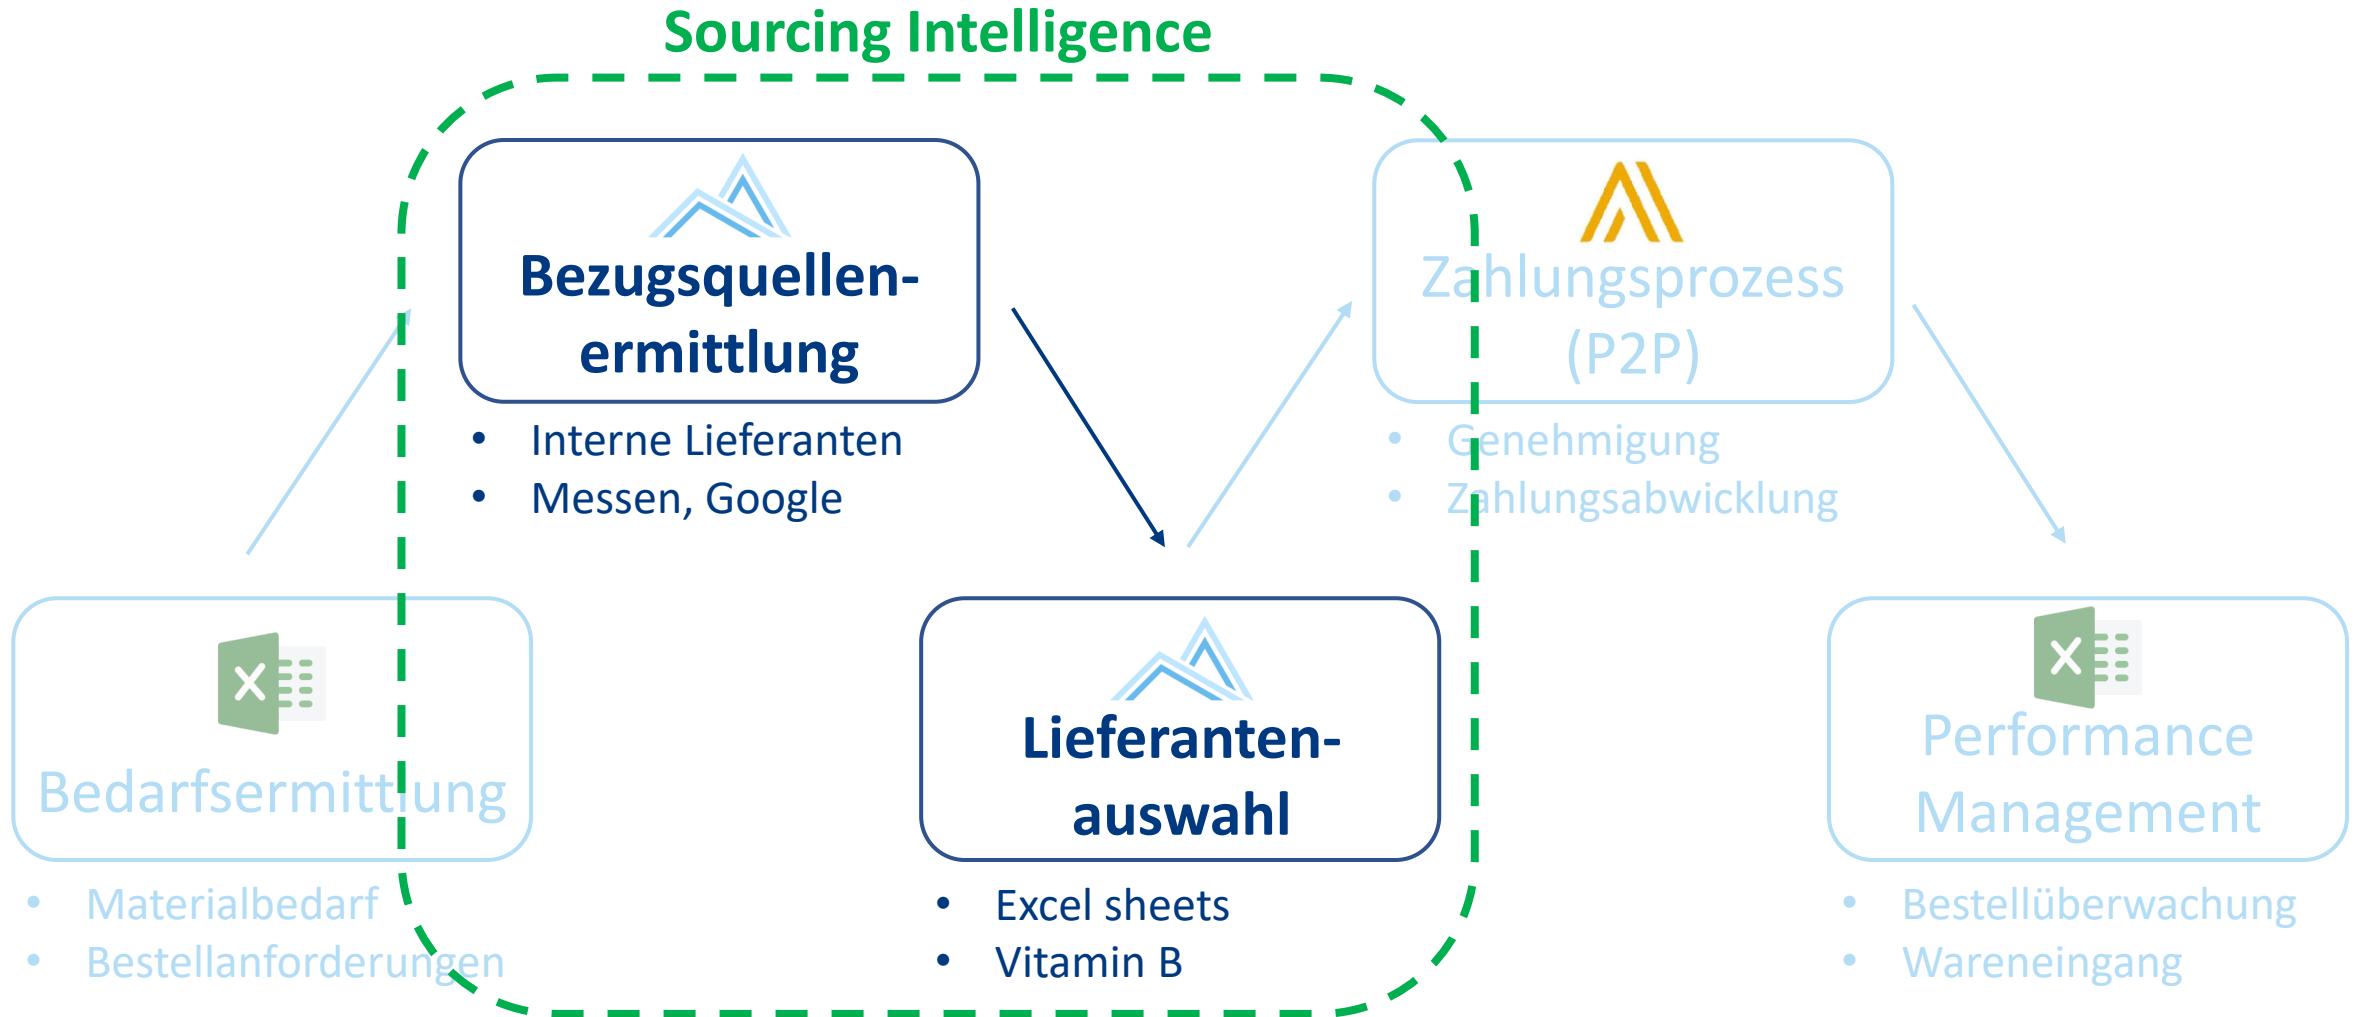 Sourcing Intelligence
Bezugsquellen-
ermittlung
• Interne Lieferanten
• Messen, Google
Zahlungsprozess
(P2P)
• Genehmigung
• Zahlungsabwicklung
X
Bedarfsermittlung
• Materialbedarf
• Bestellanforderungen
Lieferanten-
auswahl
• Excel sheets
• Vitamin B
X
Performance
Management
• Bestellüberwachung
• Wareneingang